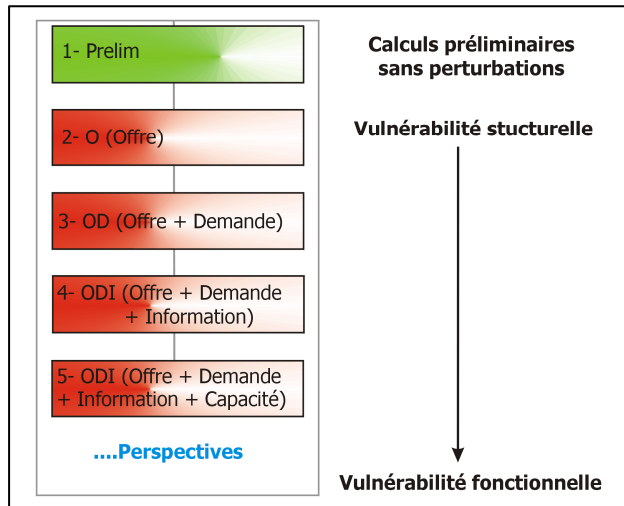 1- Prelim
Calculs préliminaires
sans perturbations
2- O (Offre)
Vulnérabilité stucturelle
3- OD (Offre + Demande)
4- ODI (Offre + Demande
+ Information)
5- ODI (Offre + Demande
+ Information + Capacité)
....Perspectives
Vulnérabilité fonctionnelle